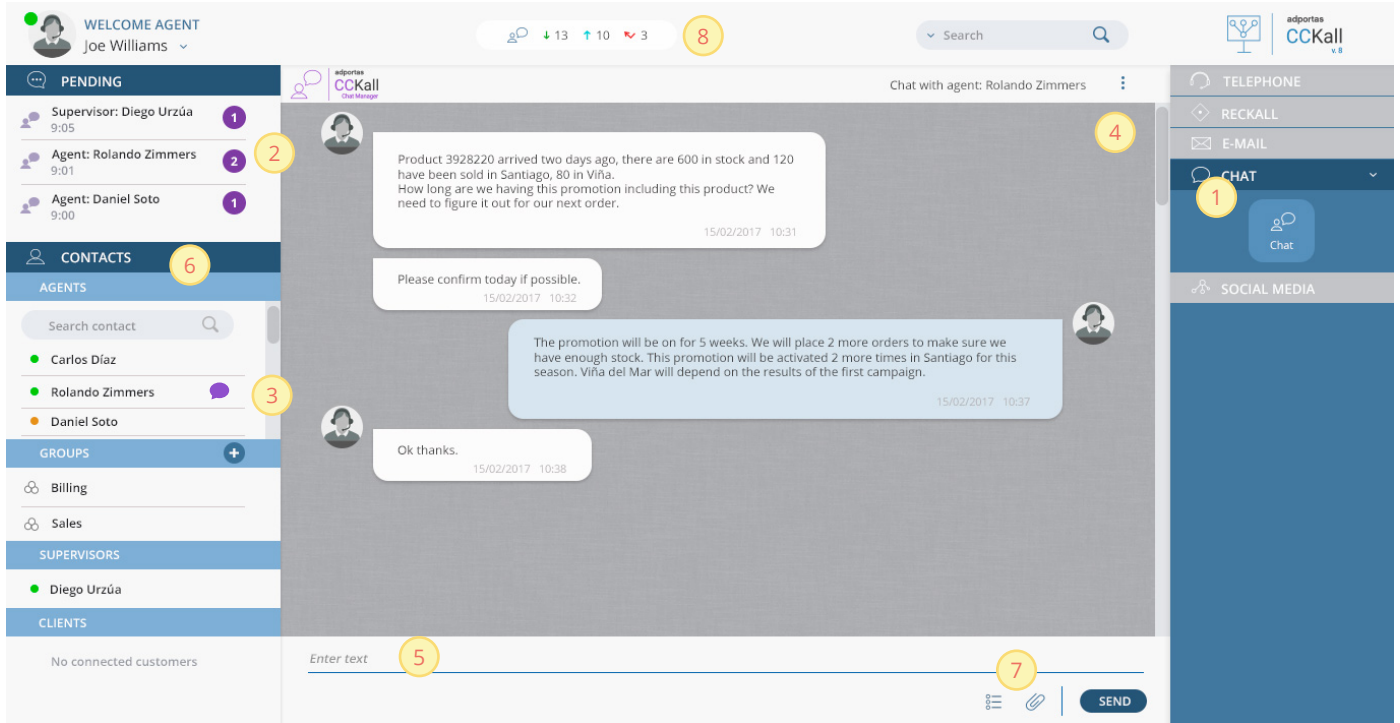 WELCOME AGENT
Joe Williams
13
10
3
8
Search
adportas
CCKall
v. 8
PENDING
Supervisor: Diego Urzúa
9:05
1
Agent: Rolando Zimmers
9:01
2
2
Agent: Daniel Soto
9:00
1
CONTACTS
6
AGENTS
Search contact
Carlos Díaz
Rolando Zimmers
3
Daniel Soto
GROUPS
Billing
Sales
SUPERVISORS
Diego Urzúa
CLIENTS
No connected customers
adportas
CCKall
Chat Manager
Chat with agent: Rolando Zimmers
4
Product 3928220 arrived two days ago, there are 600 in stock and 120
have been sold in Santiago, 80 in Viña.
How long are we having this promotion including this product? We
need to figure it out for our next order.
15/02/2017 10:31
Please confirm today if possible.
15/02/2017 10:32
The promotion will be on for 5 weeks. We will place 2 more orders to make sure we
have enough stock. This promotion will be activated 2 more times in Santiago for this
season. Viña del Mar will depend on the results of the first campaign.
15/02/2017 10:37
Ok thanks.
15/02/2017 10:38
Enter text
5
7
SEND
TELEPHONE
RECKALL
E-MAIL
CHAT
1
Chat
SOCIAL MEDIA